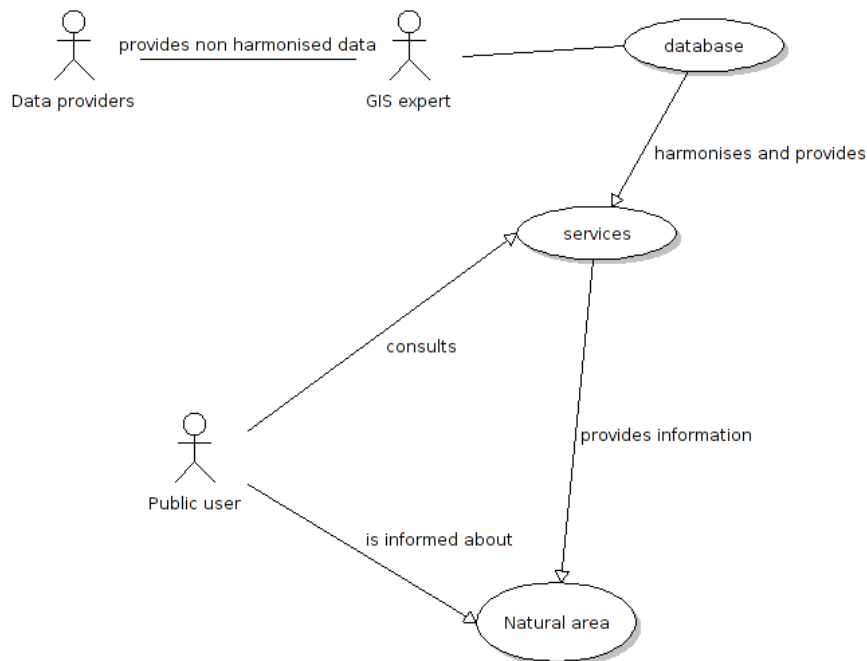 provides non harmonised data
database
Data providers
GIS expert
harmonises and provides
services
consults
provides information
Public user
is informed about
Natural area